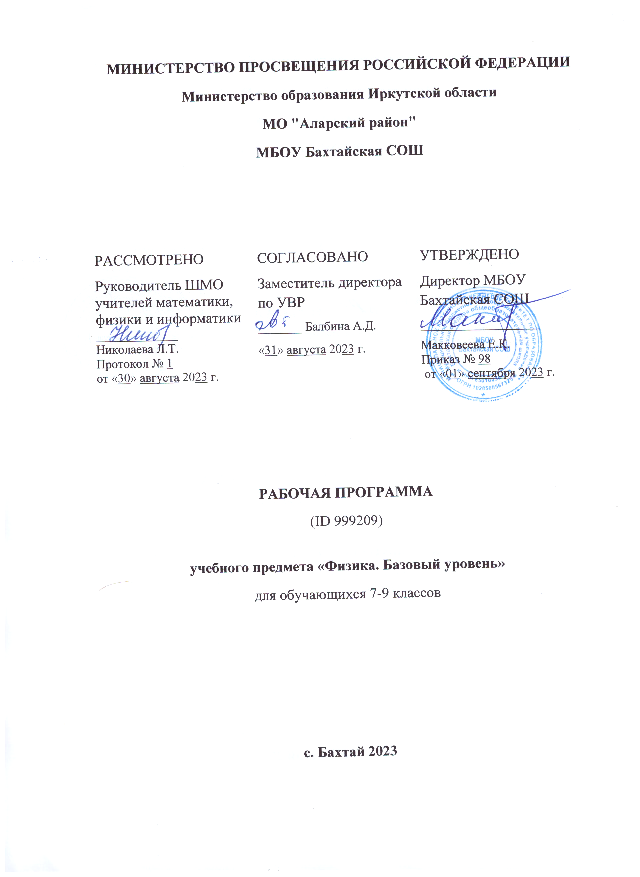 МИНИСТЕРСТВО ПРОСВЕЩЕНИЯ РОССИЙСКОЙ ФЕДЕРАЦИИ
Министерство образования Иркутской области
МО "Аларский район"
МБОУ Бахтайская СОШ
РАССМОТРЕНО
Руководитель ШМО
учителей математики,
физики и информатики
Николаева Л.Т.
Протокол № 1
от «30» августа 2023 г.
СОГЛАСОВАНО
Заместитель директора
по УВР
Балбина А.Д.
«31» августа 2023 г.
УТВЕРЖДЕНО
Директор МБОУ
Бахтайская СОШ
Макковеева Е.К.
Приказ № 98
от «01» сентября 2023 г.
РАБОЧАЯ ПРОГРАММА
(ID 999209)
учебного предмета «Физика. Базовый уровень»
для обучающихся 7-9 классов
с. Бахтай 2023